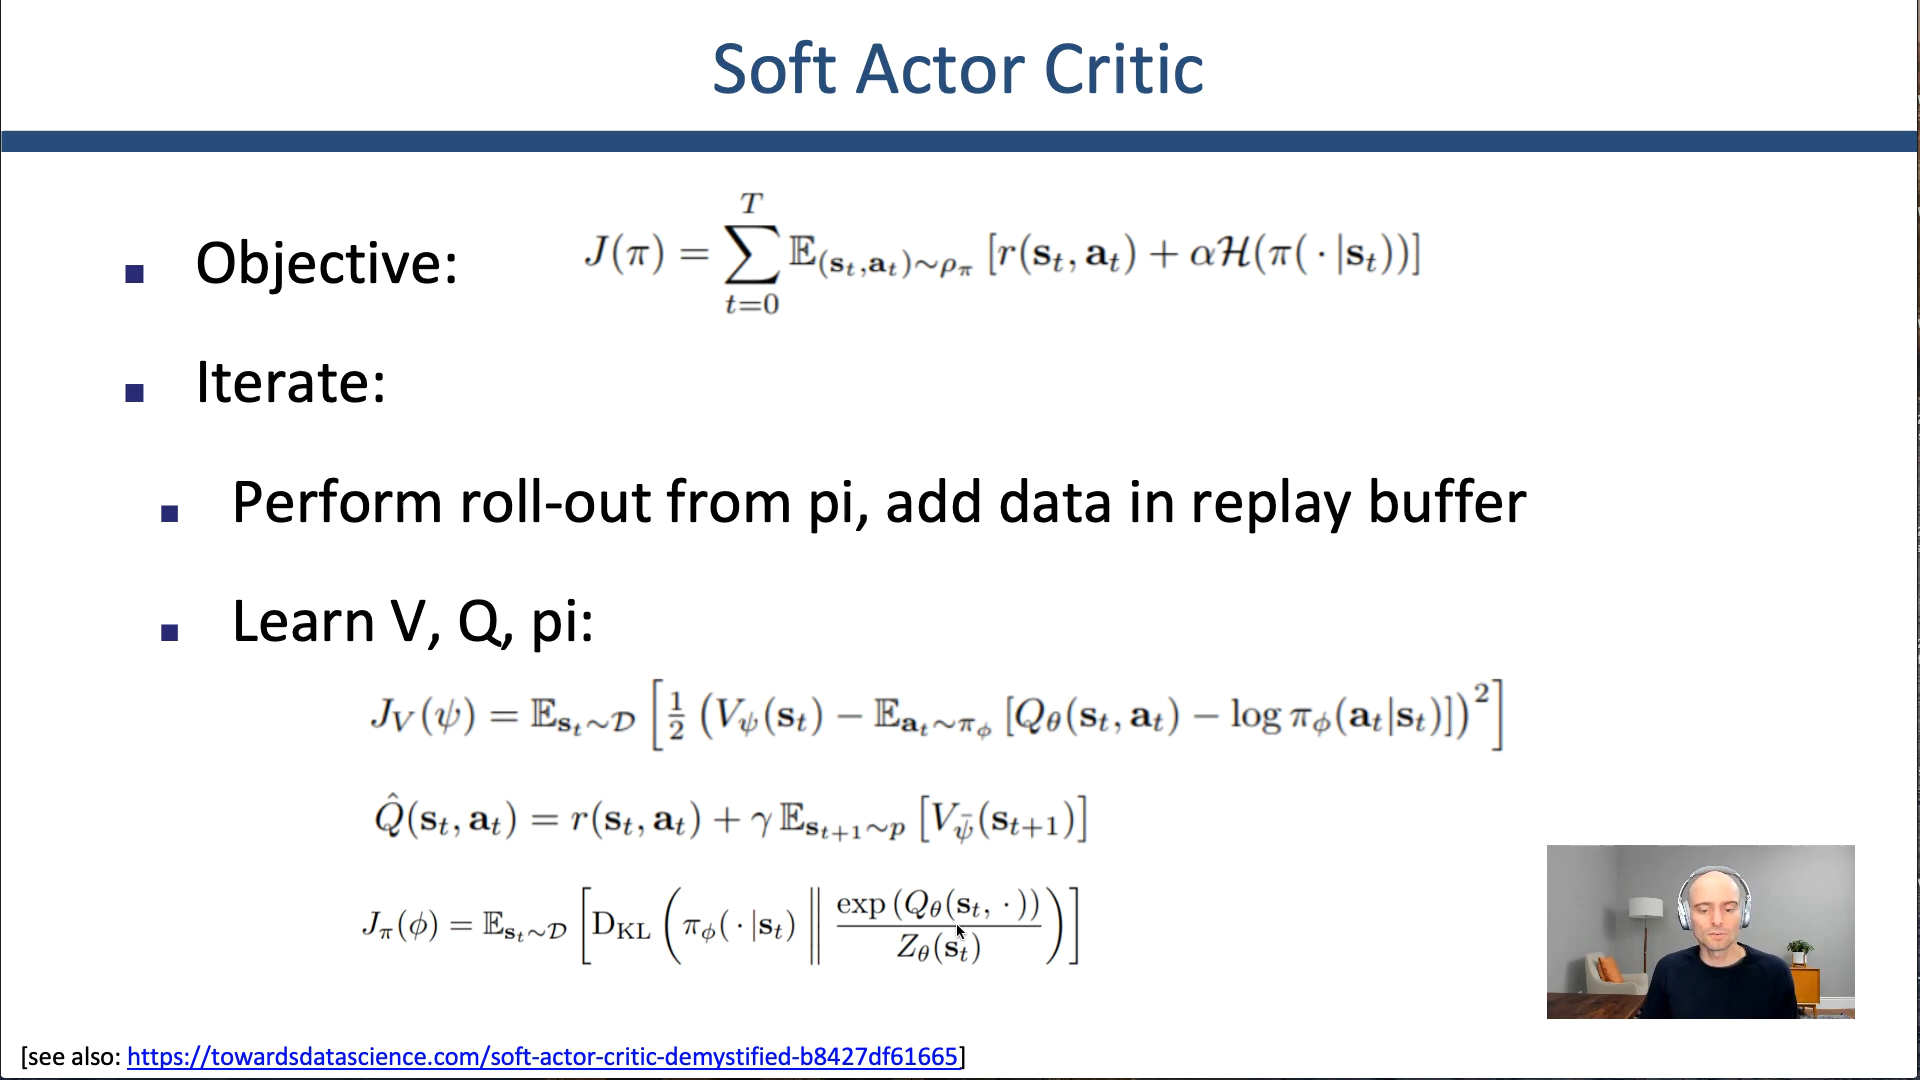 Soft Actor Critic
■ Objective: J(π) = ∑_{t=0}^{T} 𝔼_{(s_t,a_t)∼ρ_π} [r(s_t, a_t) + αℋ(π( · |s_t))]
■ Iterate:
■ Perform roll-out from pi, add data in replay buffer
■ Learn V, Q, pi:
J_V(ψ) = 𝔼_{s_t∼𝒟} [½ (V_ψ(s_t) − 𝔼_{a_t∼π_ϕ} [Q_θ(s_t, a_t) − log π_ϕ(a_t|s_t)])²]
Q̂(s_t, a_t) = r(s_t, a_t) + γ 𝔼_{s_{t+1}∼p} [V_ψ̄(s_{t+1})]
J_π(ϕ) = 𝔼_{s_t∼𝒟} [D_KL (π_ϕ( · |s_t) ‖ exp (Q_θ(s_t, · )) / Z_θ(s_t))]
[see also: https://towardsdatascience.com/soft-actor-critic-demystified-b8427df61665]